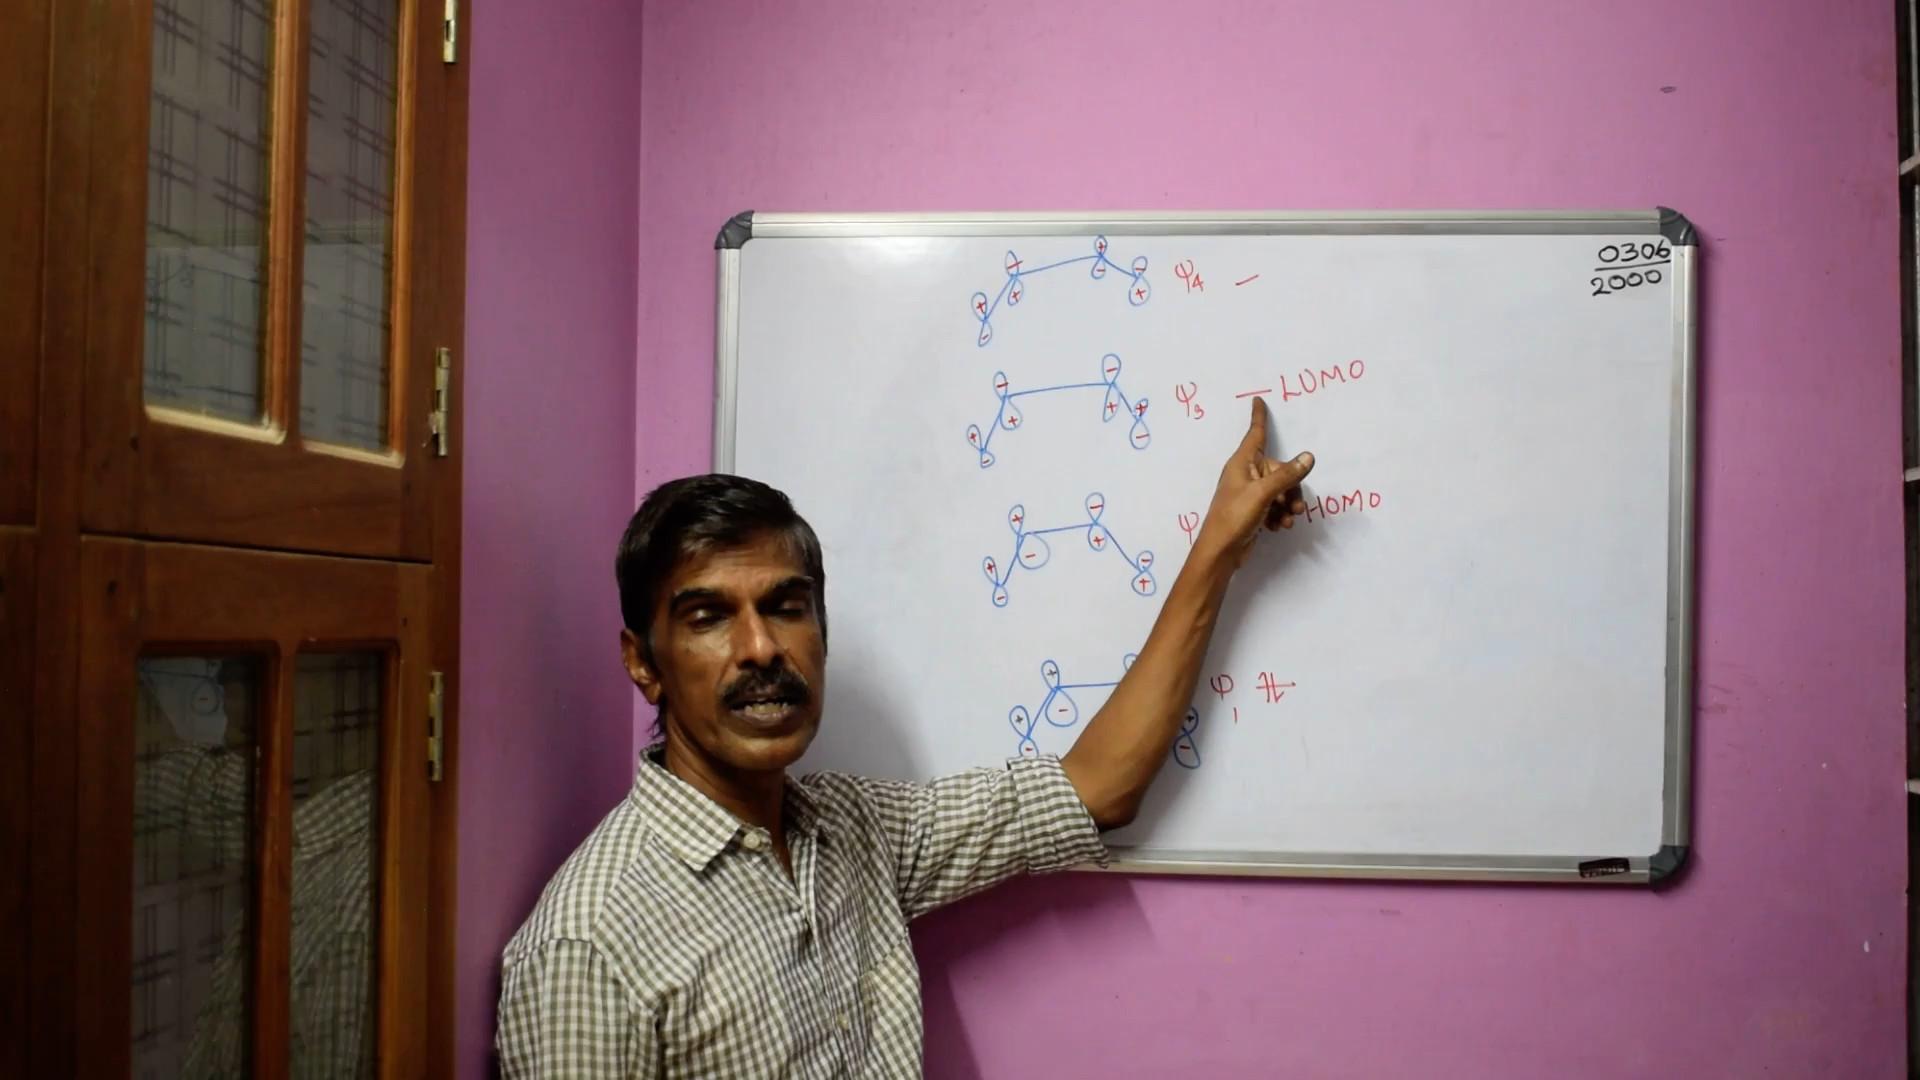 0306
2000
+ - + - + - - + ψ4 —
+ - - + - + + - ψ3 — LUMO
+ - + - - + - + ψ HOMO
+ - + - + - ψ1 ⥮